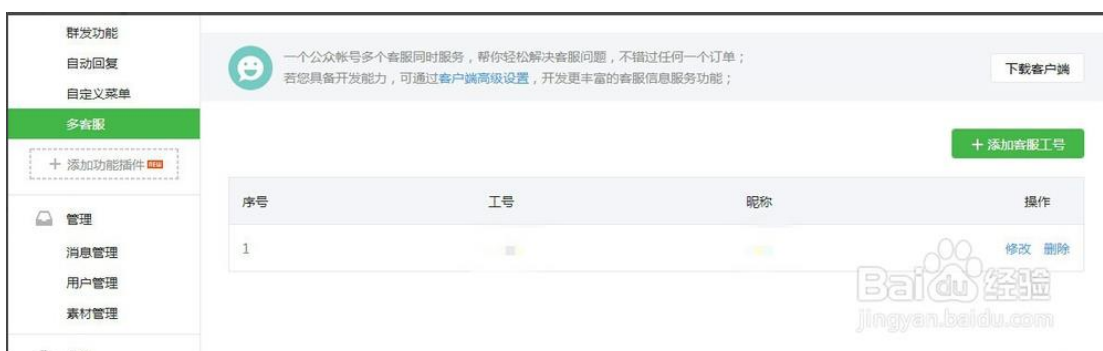 群发功能
自动回复
自定义菜单
多客服
+ 添加功能插件 NEW
管理
消息管理
用户管理
素材管理
一个公众帐号多个客服同时服务，帮你轻松解决客服问题，不错过任何一个订单；
若您具备开发能力，可通过客户端高级设置，开发更丰富的客服信息服务功能；
下载客户端
+ 添加客服工号
序号 工号 昵称 操作
1 修改 删除
Baidu 经验
jingyan.baidu.com